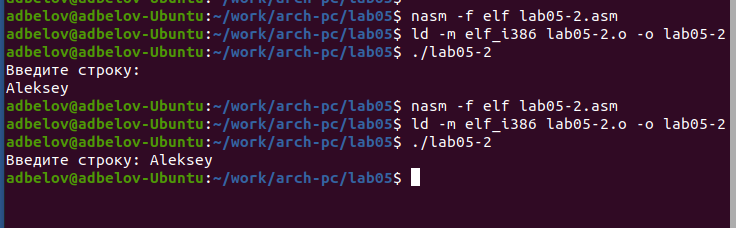 adbelov@adbelov-Ubuntu:~/work/arch-pc/lab05$ nasm -f elf lab05-2.asm
adbelov@adbelov-Ubuntu:~/work/arch-pc/lab05$ ld -m elf_i386 lab05-2.o -o lab05-2
adbelov@adbelov-Ubuntu:~/work/arch-pc/lab05$ ./lab05-2
Введите строку:
Aleksey
adbelov@adbelov-Ubuntu:~/work/arch-pc/lab05$ nasm -f elf lab05-2.asm
adbelov@adbelov-Ubuntu:~/work/arch-pc/lab05$ ld -m elf_i386 lab05-2.o -o lab05-2
adbelov@adbelov-Ubuntu:~/work/arch-pc/lab05$ ./lab05-2
Введите строку: Aleksey
adbelov@adbelov-Ubuntu:~/work/arch-pc/lab05$